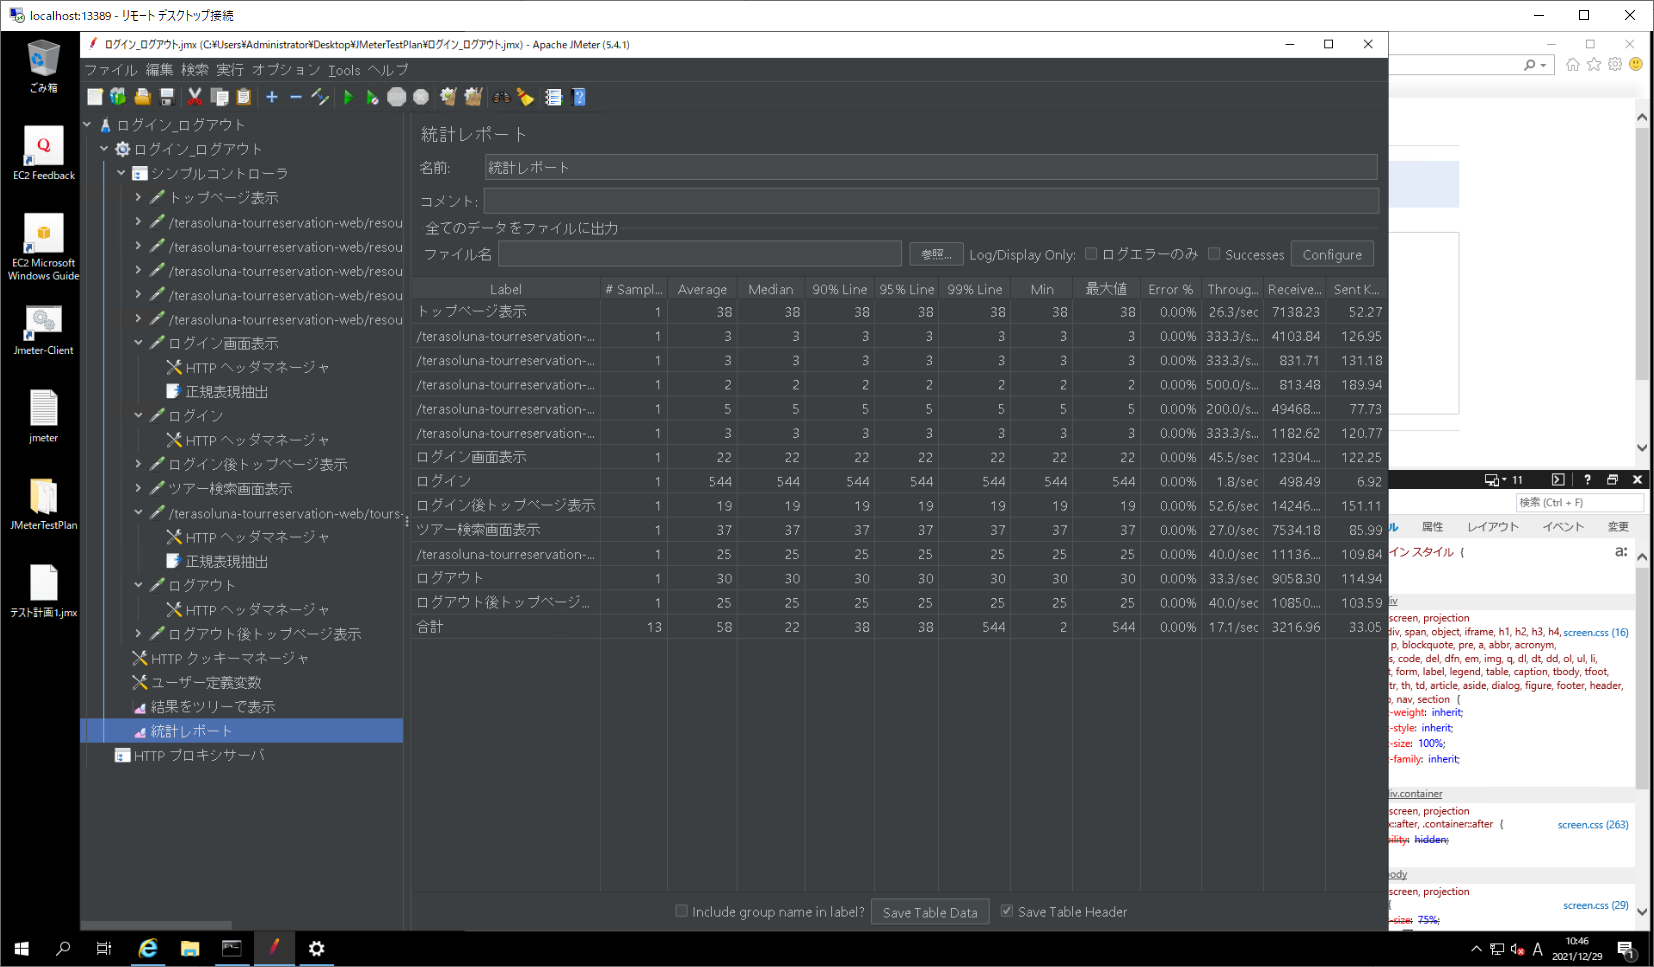 localhost:13389 - リモート デスクトップ接続
ごみ箱
EC2 Feedback
EC2 Microsoft
Windows Guide
Jmeter-Client
jmeter
JMeterTestPlan
テスト計画1.jmx
ログイン_ログアウト.jmx (C:¥Users¥Administrator¥Desktop¥JMeterTestPlan¥ログイン_ログアウト.jmx) - Apache JMeter (5.4.1)
ファイル 編集 検索 実行 オプション Tools ヘルプ
ログイン_ログアウト
ログイン_ログアウト
シンプルコントローラ
トップページ表示
/terasoluna-tourreservation-web/resou
/terasoluna-tourreservation-web/resou
/terasoluna-tourreservation-web/resou
/terasoluna-tourreservation-web/resou
/terasoluna-tourreservation-web/resou
ログイン画面表示
HTTP ヘッダマネージャ
正規表現抽出
ログイン
HTTP ヘッダマネージャ
ログイン後トップページ表示
ツアー検索画面表示
/terasoluna-tourreservation-web/tours-
HTTP ヘッダマネージャ
正規表現抽出
ログアウト
HTTP ヘッダマネージャ
ログアウト後トップページ表示
HTTP クッキーマネージャ
ユーザー定義変数
結果をツリーで表示
統計レポート
HTTP プロキシサーバ
統計レポート
名前: 統計レポート
コメント:
全てのデータをファイルに出力
ファイル名 参照... Log/Display Only: ログエラーのみ Successes Configure
Label # Sampl... Average Median 90% Line 95% Line 99% Line Min 最大値 Error % Throug... Receive... Sent K...
トップページ表示 1 38 38 38 38 38 38 38 0.00% 26.3/sec 7138.23 52.27
/terasoluna-tourreservation-... 1 3 3 3 3 3 3 3 0.00% 333.3/s... 4103.84 126.95
/terasoluna-tourreservation-... 1 3 3 3 3 3 3 3 0.00% 333.3/s... 831.71 131.18
/terasoluna-tourreservation-... 1 2 2 2 2 2 2 2 0.00% 500.0/s... 813.48 189.94
/terasoluna-tourreservation-... 1 5 5 5 5 5 5 5 0.00% 200.0/s... 49468.... 77.73
/terasoluna-tourreservation-... 1 3 3 3 3 3 3 3 0.00% 333.3/s... 1182.62 120.77
ログイン画面表示 1 22 22 22 22 22 22 22 0.00% 45.5/sec 12304.... 122.25
ログイン 1 544 544 544 544 544 544 544 0.00% 1.8/sec 498.49 6.92
ログイン後トップページ表示 1 19 19 19 19 19 19 19 0.00% 52.6/sec 14246.... 151.11
ツアー検索画面表示 1 37 37 37 37 37 37 37 0.00% 27.0/sec 7534.18 85.99
/terasoluna-tourreservation-... 1 25 25 25 25 25 25 25 0.00% 40.0/sec 11136.... 109.84
ログアウト 1 30 30 30 30 30 30 30 0.00% 33.3/sec 9058.30 114.94
ログアウト後トップページ... 1 25 25 25 25 25 25 25 0.00% 40.0/sec 10850.... 103.59
合計 13 58 22 38 38 544 2 544 0.00% 17.1/sec 3216.96 33.05
Include group name in label? Save Table Data Save Table Header
11 ?
検索 (Ctrl + F)
ル 属性 レイアウト イベント 変更
イン スタイル { a:
iv
screen, projection
div, span, object, iframe, h1, h2, h3, h4, screen.css (16)
p, blockquote, pre, a, abbr, acronym,
s, code, del, dfn, em, img, q, dl, dt, dd, ol, ul, li,
t, form, label, legend, table, caption, tbody, tfoot,
tr, th, td, article, aside, dialog, figure, footer, header,
, nav, section {
-weight: inherit;
-style: inherit;
-size: 100%;
-family: inherit;
iv.container
screen, projection
::after, .container::after { screen.css (263)
bility: hidden;
ody
screen, projection
{ screen.css (29)
-size: 75%;
A 10:46
2021/12/29
1